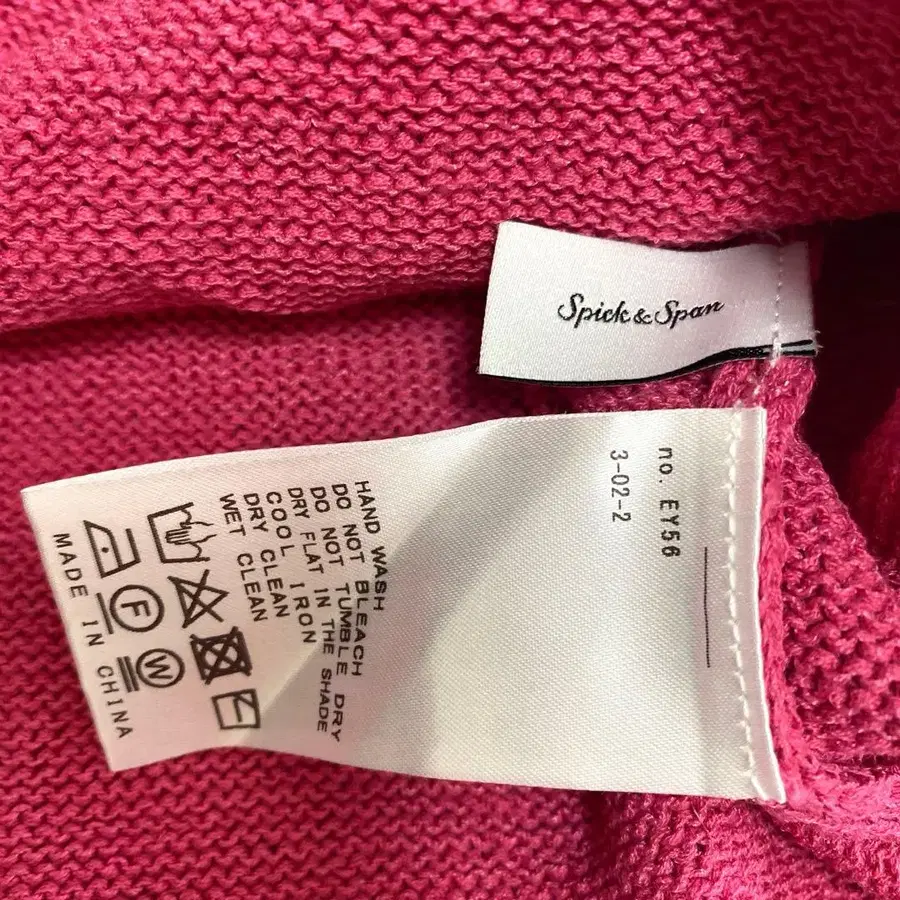 Spick & Span
no. EY56
3-02-2
HAND WASH
DO NOT BLEACH
DO NOT TUMBLE DRY
DRY FLAT IN THE SHADE
COOL IRON
DRY CLEAN
WET CLEAN
F
W
MADE IN CHINA